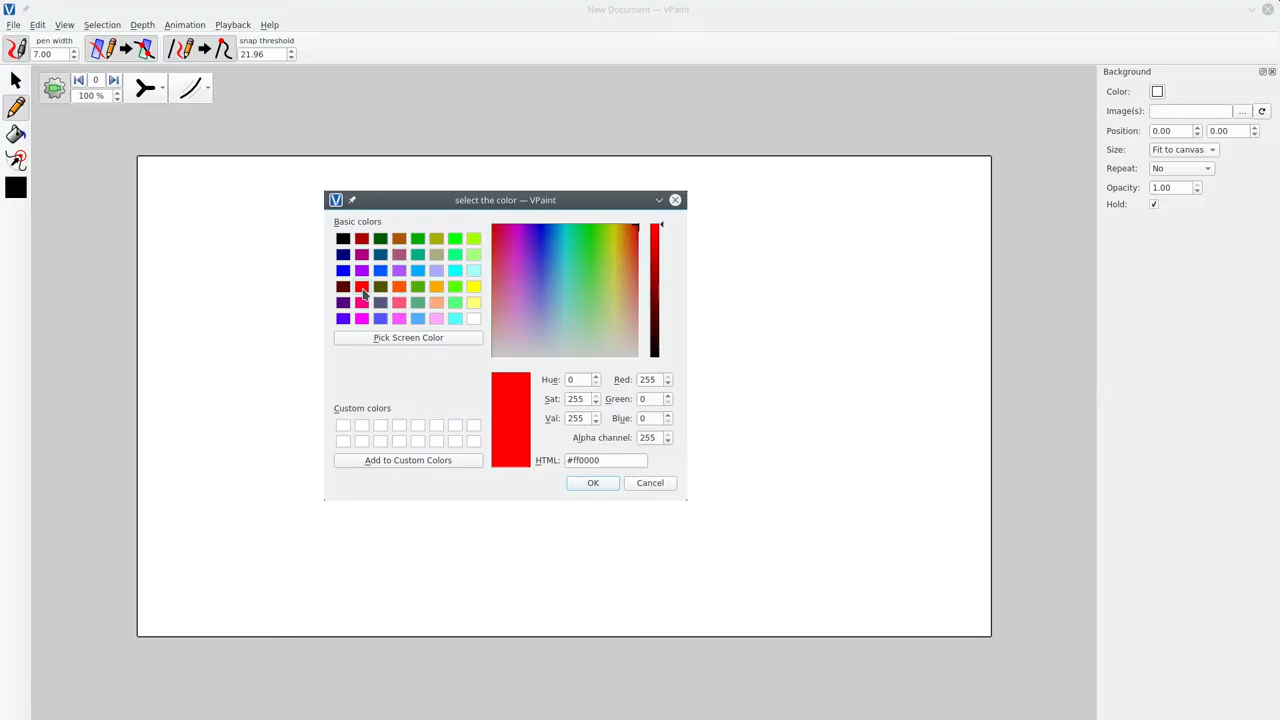 New Document — VPaint
File Edit View Selection Depth Animation Playback Help
pen width
7.00
snap threshold
21.96
0
100 %
Background
Color:
Image(s):
...
Position: 0.00 0.00
Size: Fit to canvas
Repeat: No
Opacity: 1.00
Hold:
select the color — VPaint
Basic colors
Pick Screen Color
Custom colors
Add to Custom Colors
Hue: 0 Red: 255
Sat: 255 Green: 0
Val: 255 Blue: 0
Alpha channel: 255
HTML: #ff0000
OK Cancel